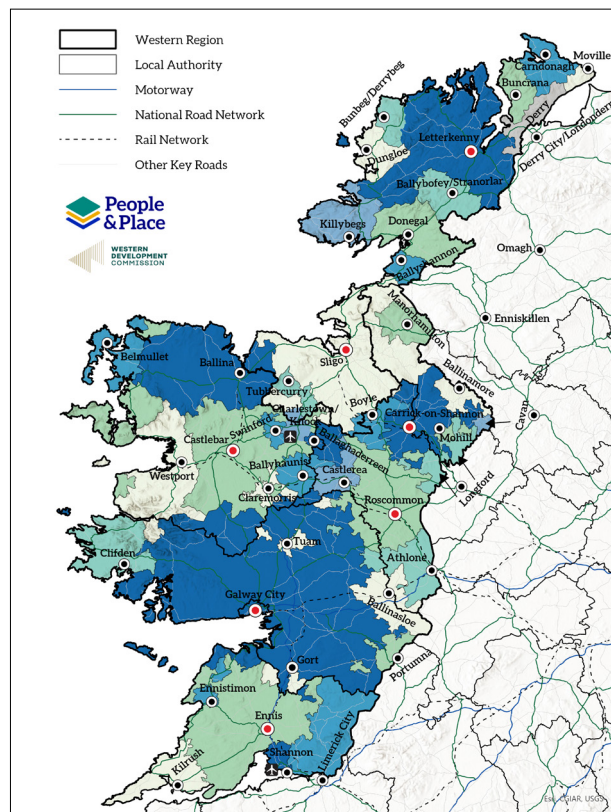 Western Region
Local Authority
Motorway
National Road Network
Rail Network
Other Key Roads
People
& Place
WESTERN
DEVELOPMENT
COMMISSION
Carndonagh
Moville
Buncrana
Bunbeg/Derrybeg
Derry
Derry City/Londonderry
Letterkenny
Dungloe
Ballybofey/Stranorlar
Killybegs
Donegal
Omagh
Ballyshannon
Manorhamilton
Enniskillen
Belmullet
Sligo
Ballina
Ballinamore
Tubbercurry
Boyle
Charlestown/
Knock
Carrick-on-Shannon
Cavan
Swinford
Mohill
Castlebar
Ballaghaderreen
Westport
Ballyhaunis
Castlerea
Longford
Claremorris
Roscommon
Tuam
Clifden
Athlone
Galway City
Ballinasloe
Gort
Portumna
Ennistimon
Ennis
Shannon
Limerick City
Kilrush
Esri, CGIAR, USGS